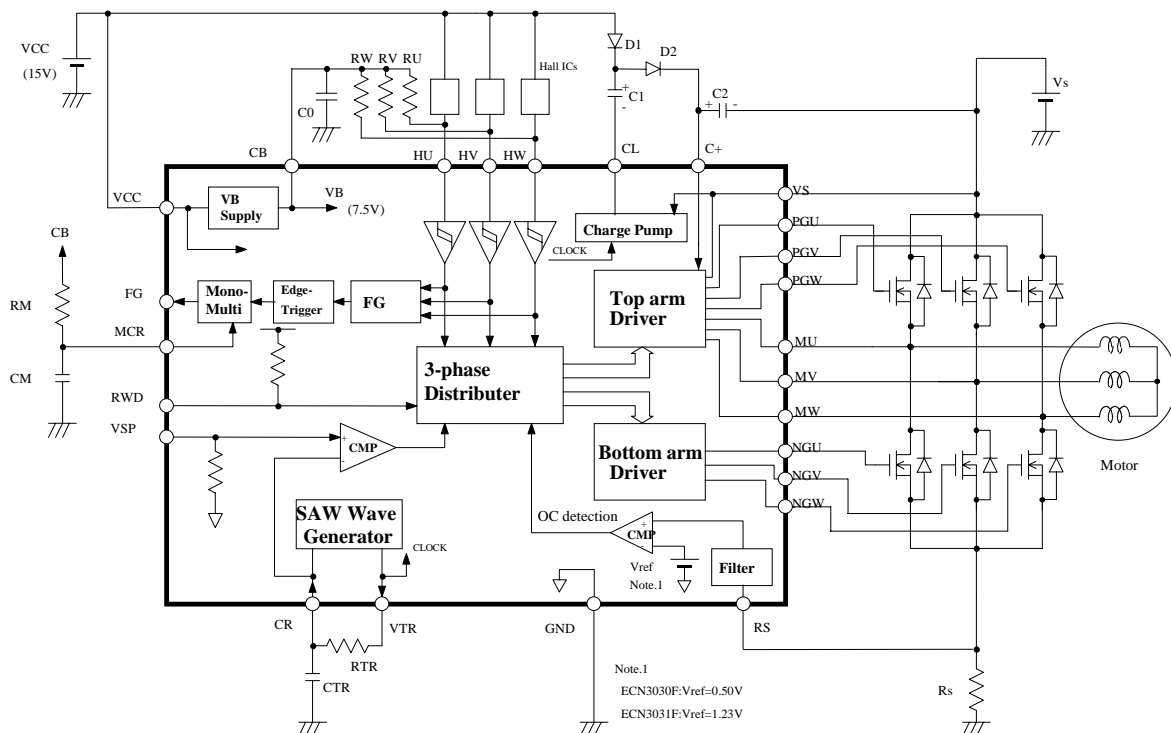 VCC
(15V)
RW
RV
RU
Hall ICs
D1
D2
C0
C1
+
-
C2
+
-
Vs
CB
HU
HV
HW
CL
C+
VCC
VB
Supply
VB
(7.5V)
VS
PGU
PGV
PGW
MU
MV
MW
NGU
NGV
NGW
Charge Pump
CLOCK
CB
RM
FG
MCR
CM
RWD
VSP
Mono-
Multi
Edge-
Trigger
FG
Top arm
Driver
3-phase
Distributer
Bottom arm
Driver
Motor
+
-
CMP
SAW Wave
Generator
CLOCK
OC detection
+
-
CMP
Vref
Note.1
Filter
CR
VTR
GND
RS
RTR
CTR
Rs
Note.1
ECN3030F:Vref=0.50V
ECN3031F:Vref=1.23V